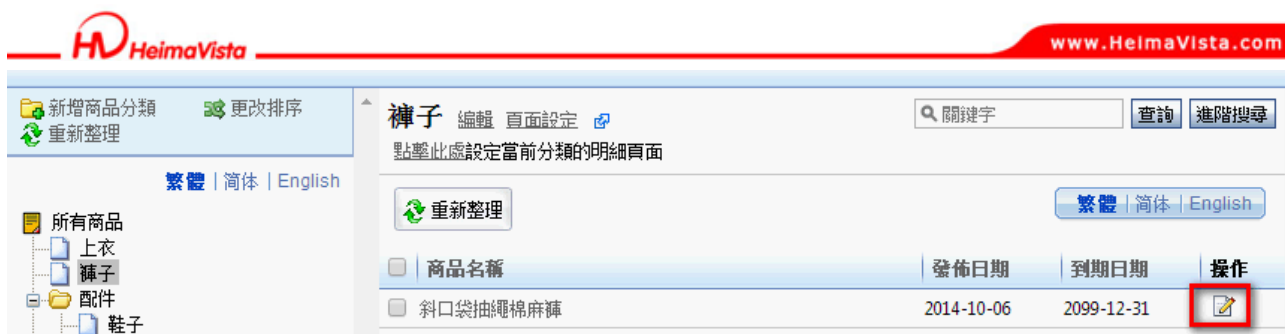 HeimaVista
www.HeimaVista.com
新增商品分類 更改排序
重新整理
繁體 | 简体 | English
所有商品
上衣
褲子
配件
鞋子
褲子 編輯 頁面設定
關鍵字 查詢 進階搜尋
點擊此處設定當前分類的明細頁面
重新整理
繁體 | 简体 | English
商品名稱 發佈日期 到期日期 操作
斜口袋抽繩棉麻褲 2014-10-06 2099-12-31